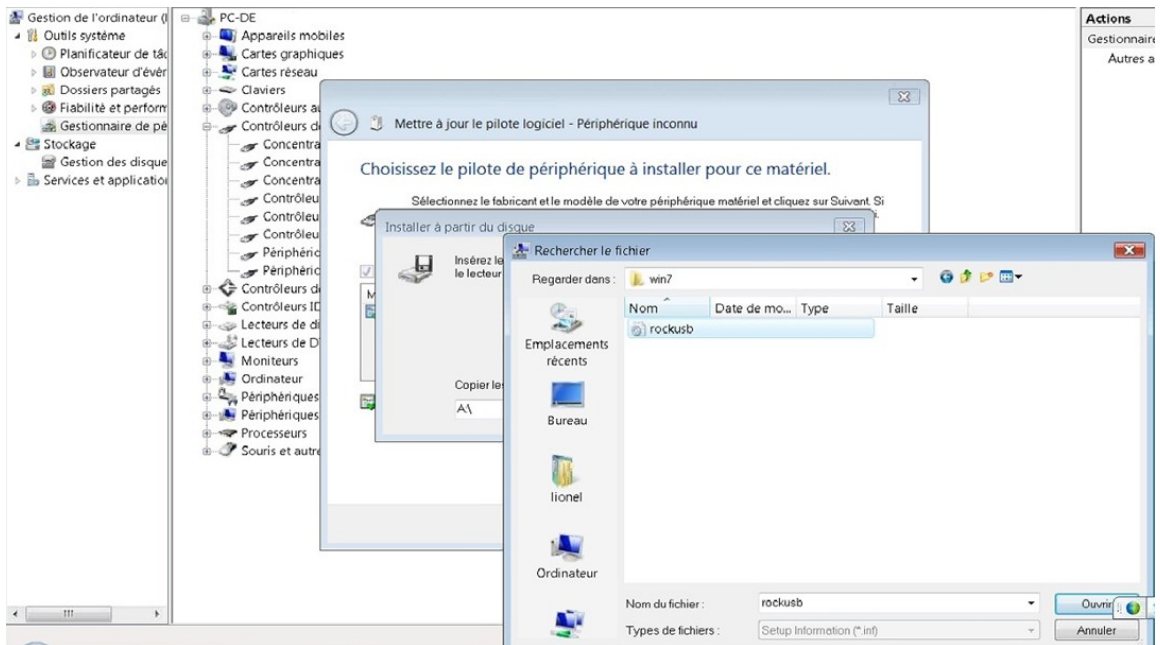 Gestion de l'ordinateur (l
Outils système
Planificateur de tâc
Observateur d'évér
Dossiers partagés
Fiabilité et perform
Gestionnaire de pé
Stockage
Gestion des disque
Services et application
PC-DE
Appareils mobiles
Cartes graphiques
Cartes réseau
Claviers
Contrôleurs au
Contrôleurs de
Concentra
Concentra
Concentra
Contrôleu
Contrôleu
Contrôleu
Périphéric
Périphéric
Contrôleurs de
Contrôleurs ID
Lecteurs de di
Lecteurs de D
Moniteurs
Ordinateur
Périphériques
Périphériques
Processeurs
Souris et autre
Actions
Gestionnaire
Autres a
Mettre à jour le pilote logiciel - Périphérique inconnu
Choisissez le pilote de périphérique à installer pour ce matériel.
Sélectionnez le fabricant et le modèle de votre périphérique matériel et cliquez sur Suivant. Si
Installer à partir du disque
Insérez le
le lecteur
Copier les
A:\
Rechercher le fichier
Regarder dans :
win7
Nom Date de mo... Type Taille
rockusb
Emplacements
récents
Bureau
lionel
Ordinateur
Nom du fichier : rockusb
Types de fichiers : Setup Information (*.inf)
Ouvrir
Annuler